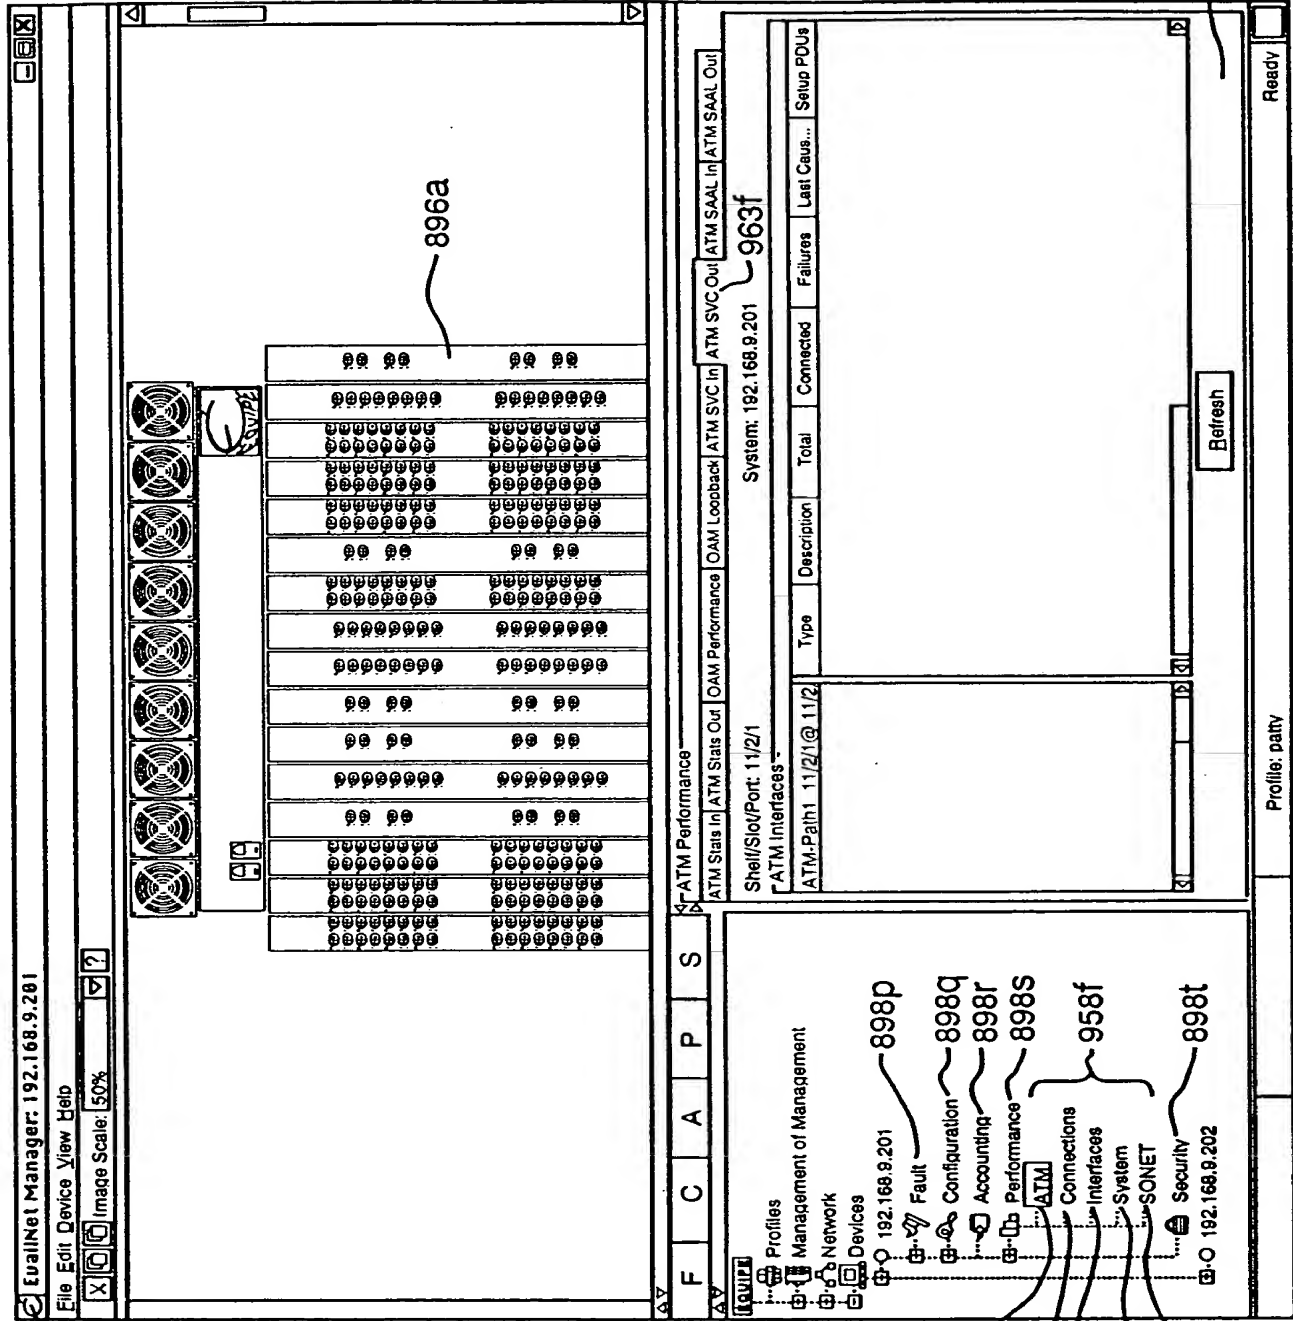 EuallNet Manager: 192.168.9.201
File Edit Device View Help
Image Scale: 50% ?
896a
F C A P S
EQUIPE
Profiles
Management of Management
Network
Devices
192.168.9.201
Fault
898p
Configuration
898q
Accounting
898r
Performance
898s
ATM
Connections
Interfaces
System
SONET
958f
Security
898t
192.168.9.202
ATM Performance
ATM Stats In ATM Stats Out OAM Performance OAM Loopback ATM SVC In ATM SVC Out ATM SAAL In ATM SAAL Out
963f
Shelf/Slot/Port: 11/2/1 System: 192.168.9.201
ATM Interfaces
Type Description Total Connected Failures Last Caus... Setup PDUs
ATM-Path1 11/2/1@ 11/2
Refresh
Profile: patty Ready